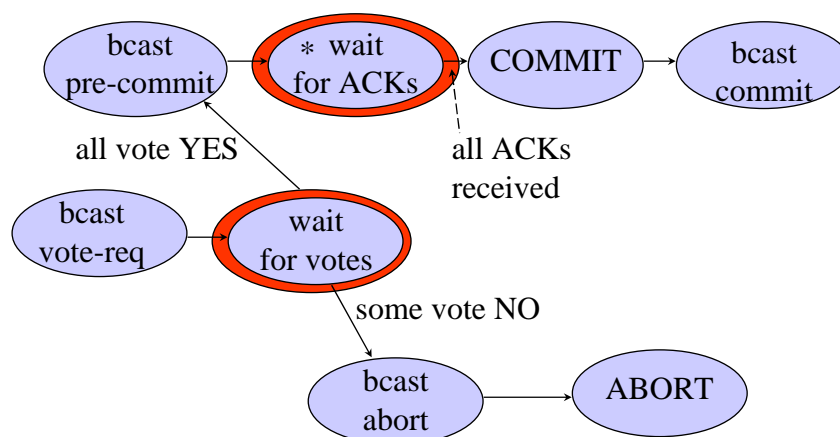 bcast
pre-commit
* wait
for ACKs
COMMIT
bcast
commit
all vote YES
all ACKs
received
bcast
vote-req
wait
for votes
some vote NO
bcast
abort
ABORT